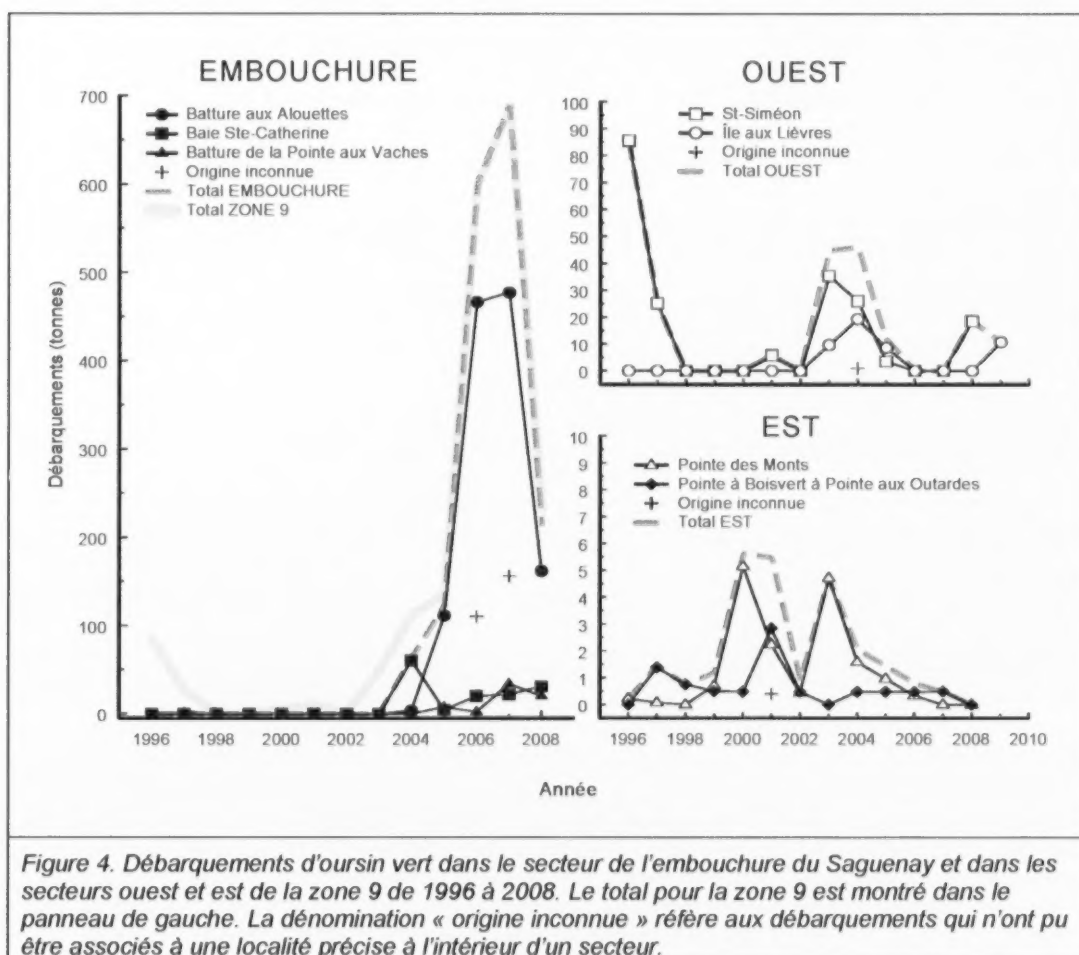 EMBOUCHURE
700
600
500
400
300
200
100
0
Débarquements (tonnes)
Batture aux Alouettes
Baie Ste-Catherine
Batture de la Pointe aux Vaches
Origine inconnue
Total EMBOUCHURE
Total ZONE 9
1996 1998 2000 2002 2004 2006 2008
OUEST
100
90
80
70
60
50
40
30
20
10
0
St-Siméon
Île aux Lièvres
Origine inconnue
Total OUEST
EST
10
9
8
7
6
5
4
3
2
1
0
Pointe des Monts
Pointe à Boisvert à Pointe aux Outardes
Origine inconnue
Total EST
1996 1998 2000 2002 2004 2006 2008 2010
Année
Figure 4. Débarquements d'oursin vert dans le secteur de l'embouchure du Saguenay et dans les
secteurs ouest et est de la zone 9 de 1996 à 2008. Le total pour la zone 9 est montré dans le
panneau de gauche. La dénomination « origine inconnue » réfère aux débarquements qui n'ont pu
être associés à une localité précise à l'intérieur d'un secteur.